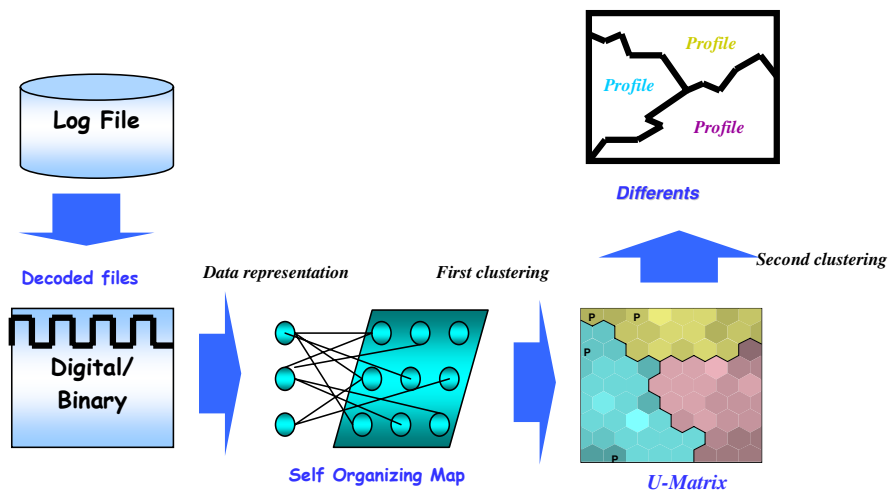 Log File
Decoded files
Digital/
Binary
Data representation
Self Organizing Map
First clustering
P
P
P
P
U-Matrix
Second clustering
Differents
Profile
Profile
Profile